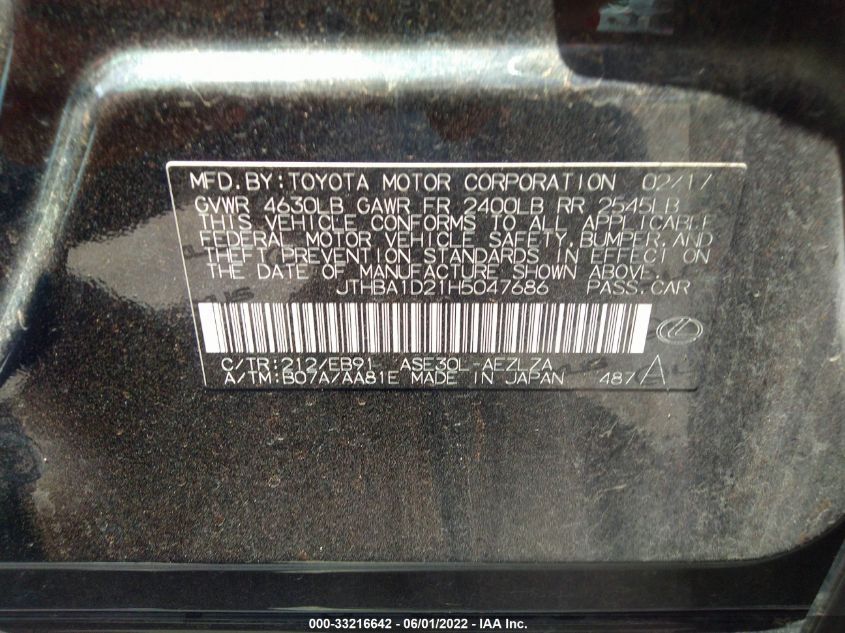 MFD. BY: TOYOTA MOTOR CORPORATION 02/17
GVWR 4630LB GAWR FR 2400LB RR 2545LB
THIS VEHICLE CONFORMS TO ALL APPLICABLE
FEDERAL MOTOR VEHICLE SAFETY, BUMPER, AND
THEFT PREVENTION STANDARDS IN EFFECT ON
THE DATE OF MANUFACTURE SHOWN ABOVE.
JTHBA1D21H5047686 PASS. CAR
C/TR: 212/EB91 ASE30L-AEZLZA
A/TM: B07A/AA81E MADE IN JAPAN 487 A
000-33216642 - 06/01/2022 - IAA Inc.